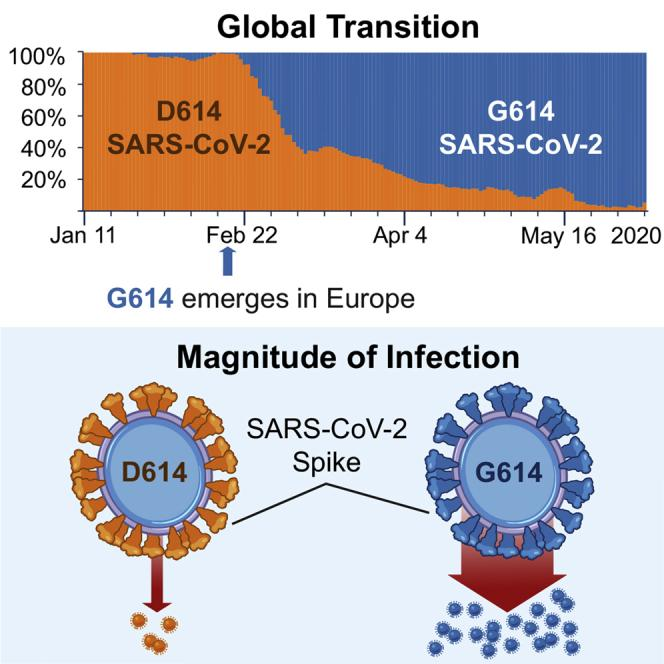 Global Transition
100%
80%
60%
40%
20%
D614
SARS-CoV-2
G614
SARS-CoV-2
Jan 11 Feb 22 Apr 4 May 16 2020
G614 emerges in Europe
Magnitude of Infection
SARS-CoV-2
Spike
D614
G614